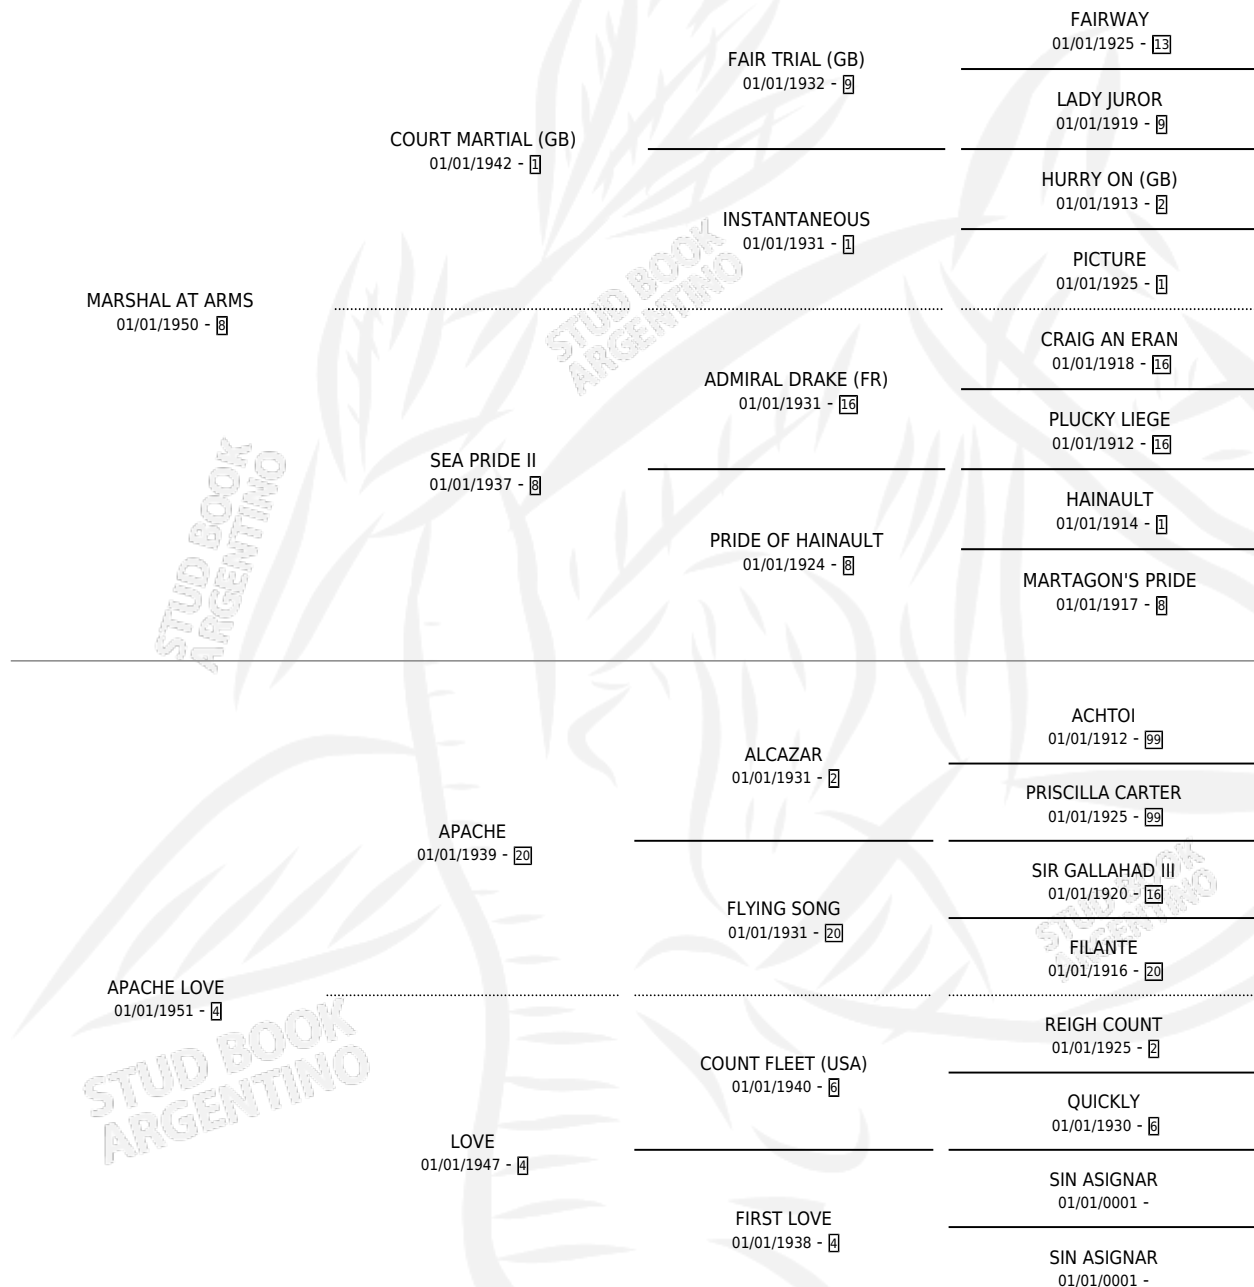 FAIRWAY
01/01/1925 - 13
FAIR TRIAL (GB)
01/01/1932 - 9
LADY JUROR
01/01/1919 - 9
COURT MARTIAL (GB)
01/01/1942 - 1
HURRY ON (GB)
01/01/1913 - 2
INSTANTANEOUS
01/01/1931 - 1
PICTURE
01/01/1925 - 1
MARSHAL AT ARMS
01/01/1950 - 8
CRAIG AN ERAN
01/01/1918 - 16
ADMIRAL DRAKE (FR)
01/01/1931 - 16
PLUCKY LIEGE
01/01/1912 - 16
SEA PRIDE II
01/01/1937 - 8
HAINAULT
01/01/1914 - 1
PRIDE OF HAINAULT
01/01/1924 - 8
MARTAGON'S PRIDE
01/01/1917 - 8
ACHTOI
01/01/1912 - 99
ALCAZAR
01/01/1931 - 2
PRISCILLA CARTER
01/01/1925 - 99
APACHE
01/01/1939 - 20
SIR GALLAHAD III
01/01/1920 - 16
FLYING SONG
01/01/1931 - 20
FILANTE
01/01/1916 - 20
APACHE LOVE
01/01/1951 - 4
REIGH COUNT
01/01/1925 - 2
COUNT FLEET (USA)
01/01/1940 - 6
QUICKLY
01/01/1930 - 6
LOVE
01/01/1947 - 4
SIN ASIGNAR
01/01/0001 -
FIRST LOVE
01/01/1938 - 4
SIN ASIGNAR
01/01/0001 -
STUD BOOK
ARGENTINO
STUD BOOK
ARGENTINO
STUD BOOK
ARGENTINO
STUD BOOK
ARGENTINO